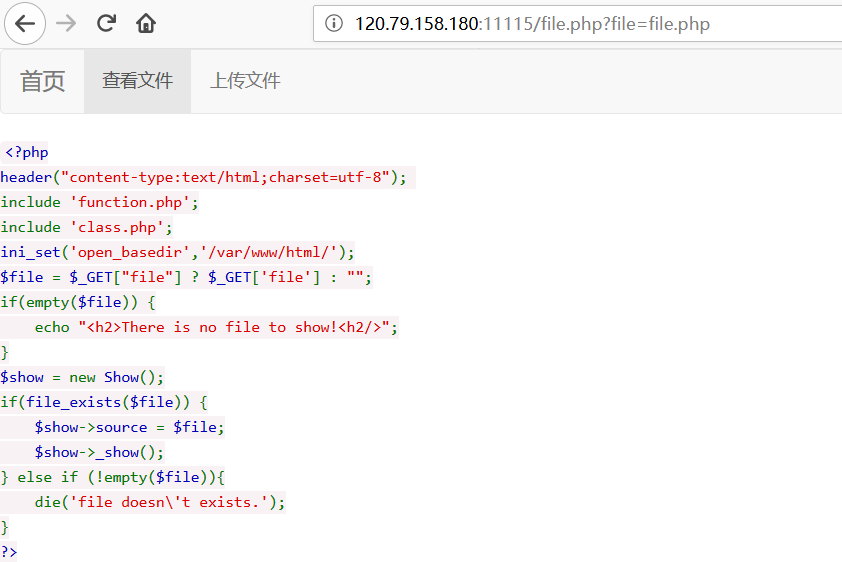 120.79.158.180:11115/file.php?file=file.php
首页 查看文件 上传文件
<?php
header("content-type:text/html;charset=utf-8");
include 'function.php';
include 'class.php';
ini_set('open_basedir','/var/www/html/');
$file = $_GET["file"] ? $_GET['file'] : "";
if(empty($file)) {
    echo "<h2>There is no file to show!<h2/>";
}
$show = new Show();
if(file_exists($file)) {
    $show->source = $file;
    $show->_show();
} else if (!empty($file)){
    die('file doesn\'t exists.');
}
?>